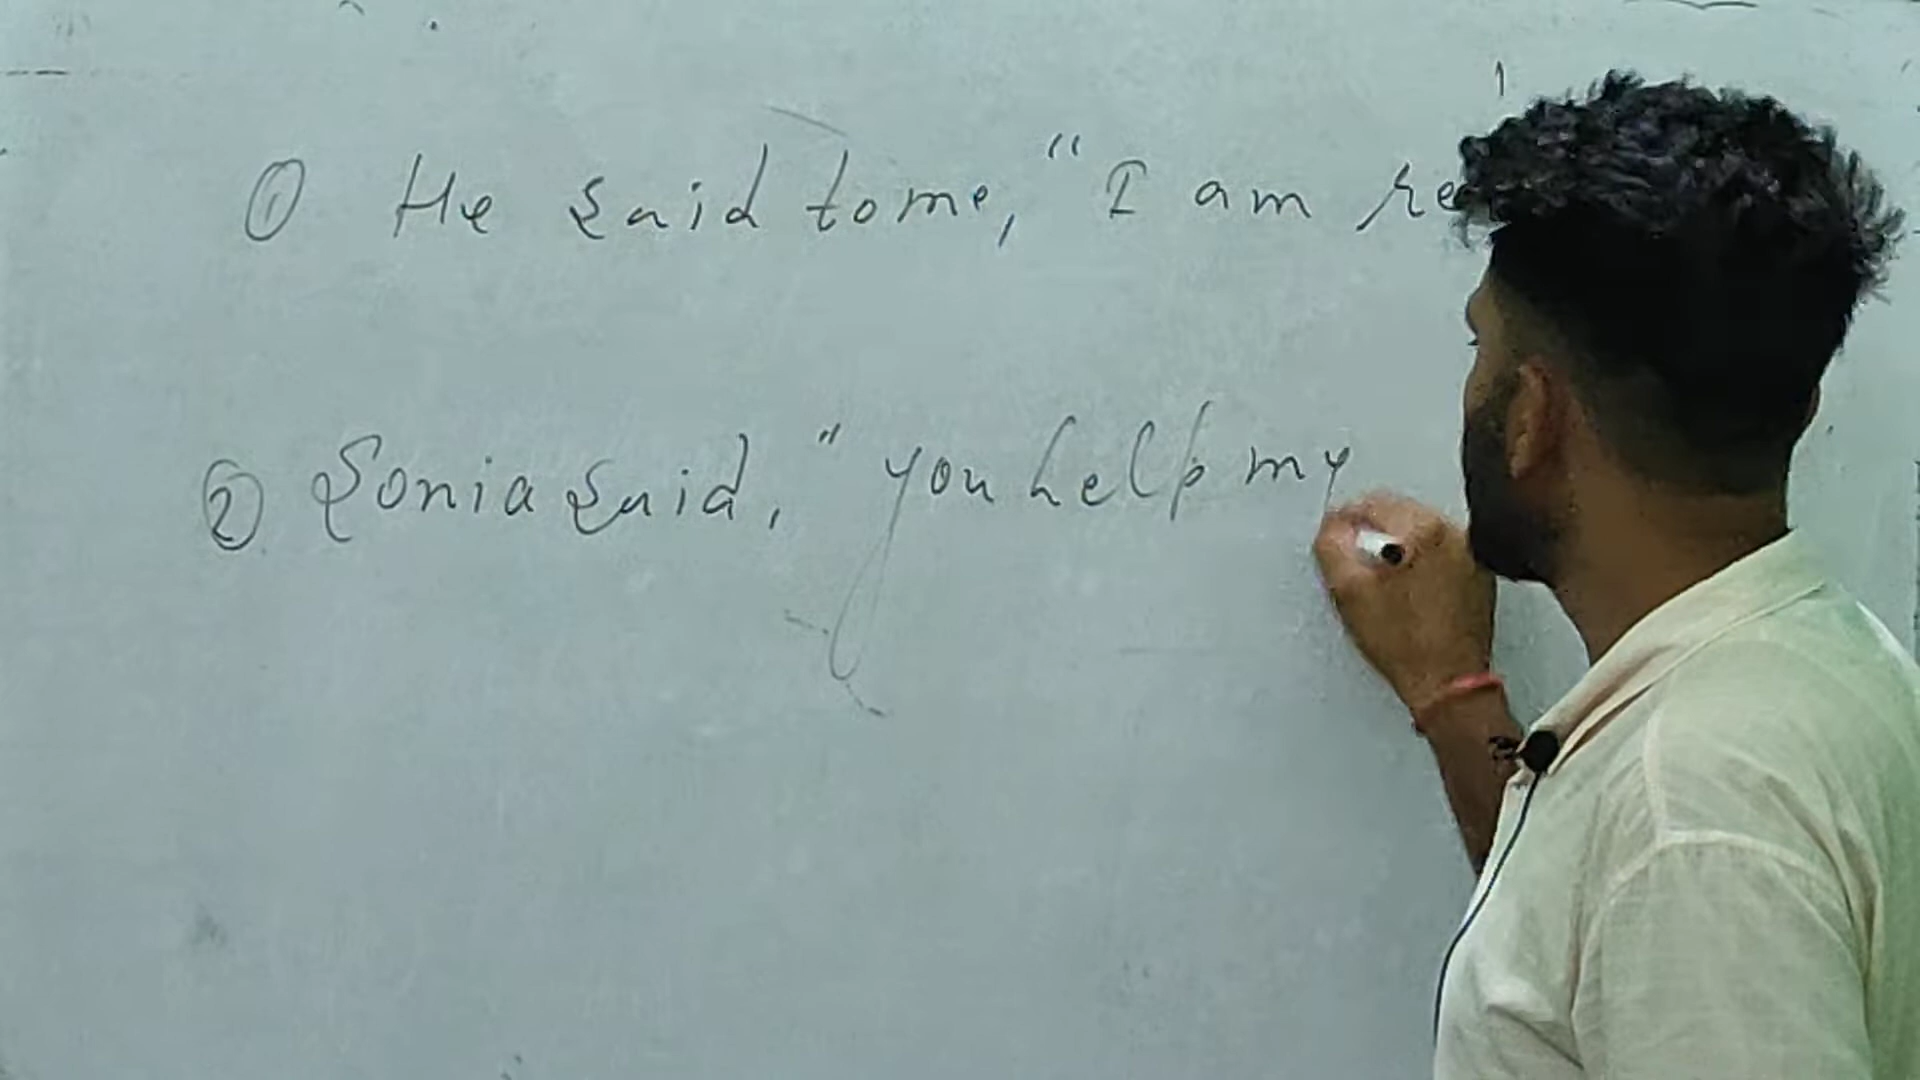 ① He said to me, "I am re
② Sonia said, "you help my